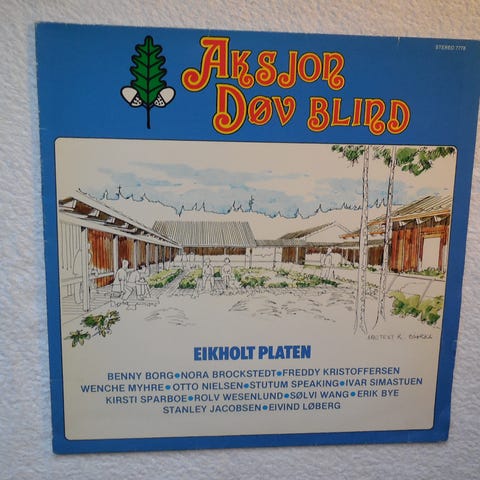 STEREO 7778
AKSJON
DØV BLIND
EIKHOLT PLATEN
BENNY BORG●NORA BROCKSTEDT●FREDDY KRISTOFFERSEN
WENCHE MYHRE●OTTO NIELSEN●STUTUM SPEAKING●IVAR SIMASTUEN
KIRSTI SPARBOE●ROLV WESENLUND●SØLVI WANG●ERIK BYE
STANLEY JACOBSEN●EIVIND LØBERG